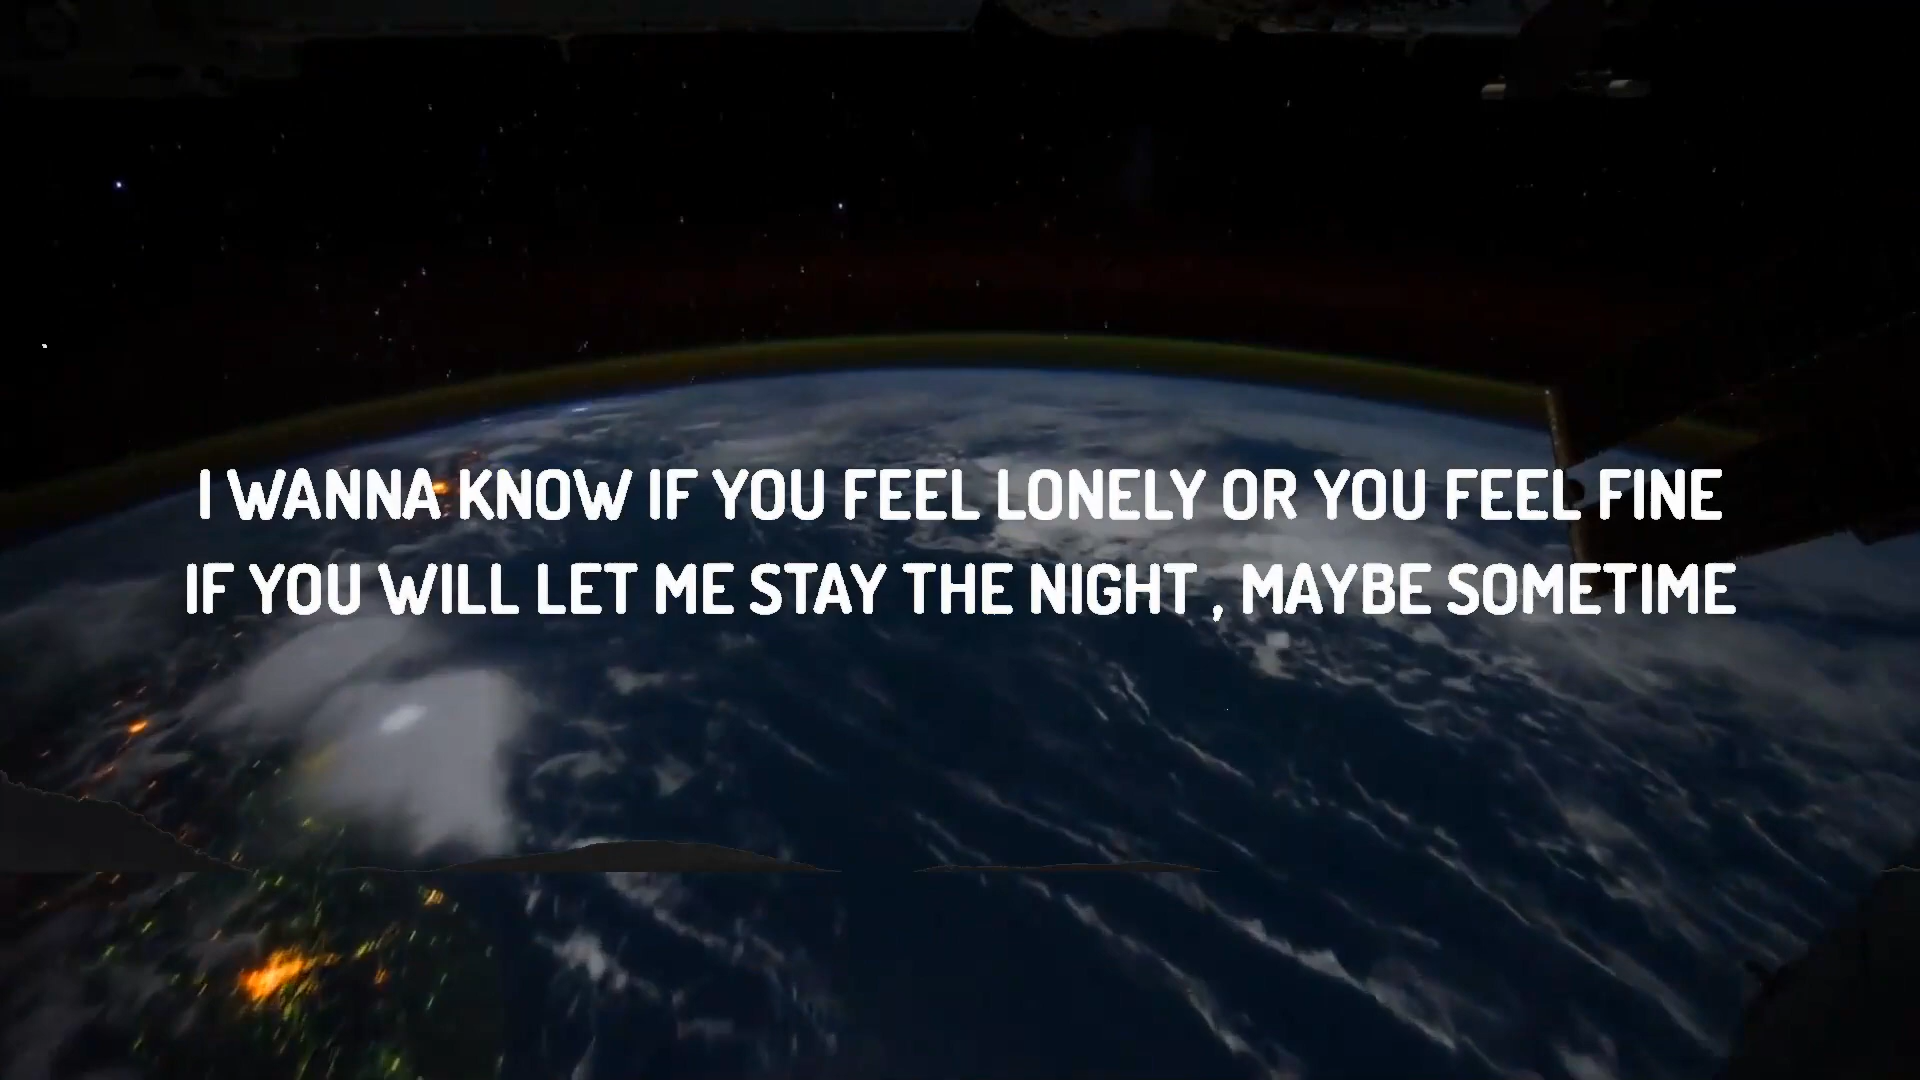 I WANNA KNOW IF YOU FEEL LONELY OR YOU FEEL FINE
IF YOU WILL LET ME STAY THE NIGHT , MAYBE SOMETIME